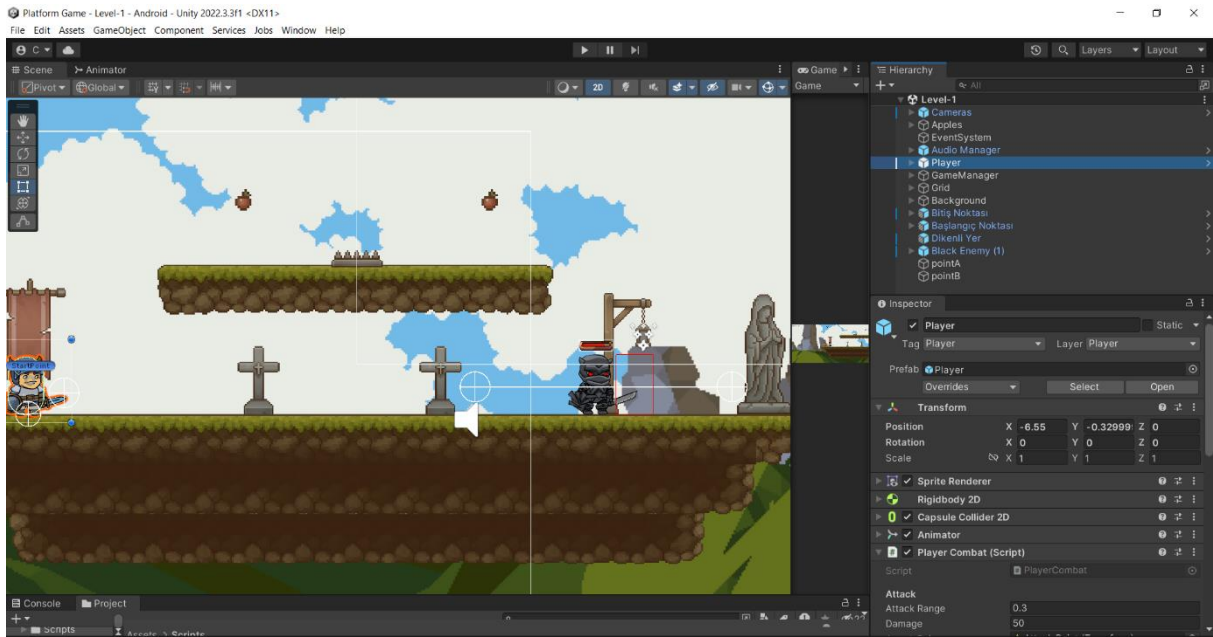 Platform Game - Level-1 - Android - Unity 2022.3.3f1 <DX11>
File Edit Assets GameObject Component Services Jobs Window Help
C
Layers Layout
Scene Animator
Game
Hierarchy
Pivot Global
2D
Game
All
Level-1
Cameras
Apples
EventSystem
Audio Manager
Player
GameManager
Grid
Background
Bitiş Noktası
Başlangıç Noktası
Dikenli Yer
Black Enemy (1)
pointA
pointB
StartPoint
Inspector
Player Static
Tag Player Layer Player
Prefab Player
Overrides Select Open
Transform
Position X -6.55 Y -0.32999 Z 0
Rotation X 0 Y 0 Z 0
Scale X 1 Y 1 Z 1
Sprite Renderer
Rigidbody 2D
Capsule Collider 2D
Animator
Player Combat (Script)
Script PlayerCombat
Attack
Attack Range 0.3
Damage 50
Console Project
Scripts Assets > Scripts